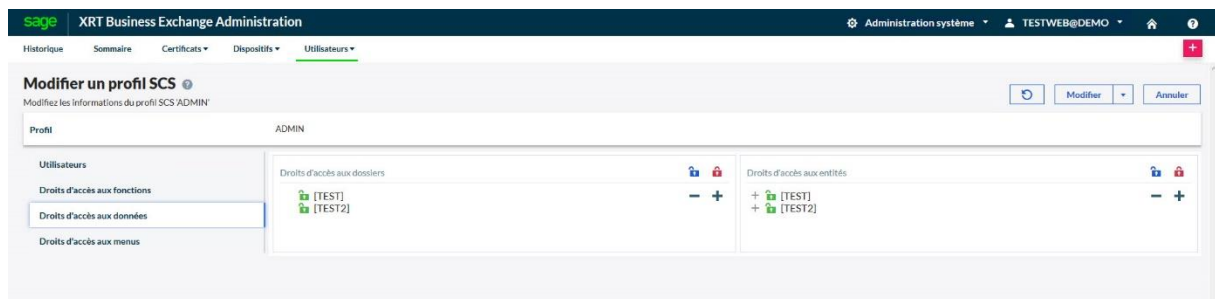 sage XRT Business Exchange Administration Administration système TESTWEB@DEMO
Historique Sommaire Certificats Dispositifs Utilisateurs
Modifier un profil SCS
Modifiez les informations du profil SCS 'ADMIN'
Modifier Annuler
Profil ADMIN
Utilisateurs
Droits d'accès aux fonctions
Droits d'accès aux données
Droits d'accès aux menus
Droits d'accès aux dossiers
[TEST]
[TEST2]
Droits d'accès aux entités
+ [TEST]
+ [TEST2]